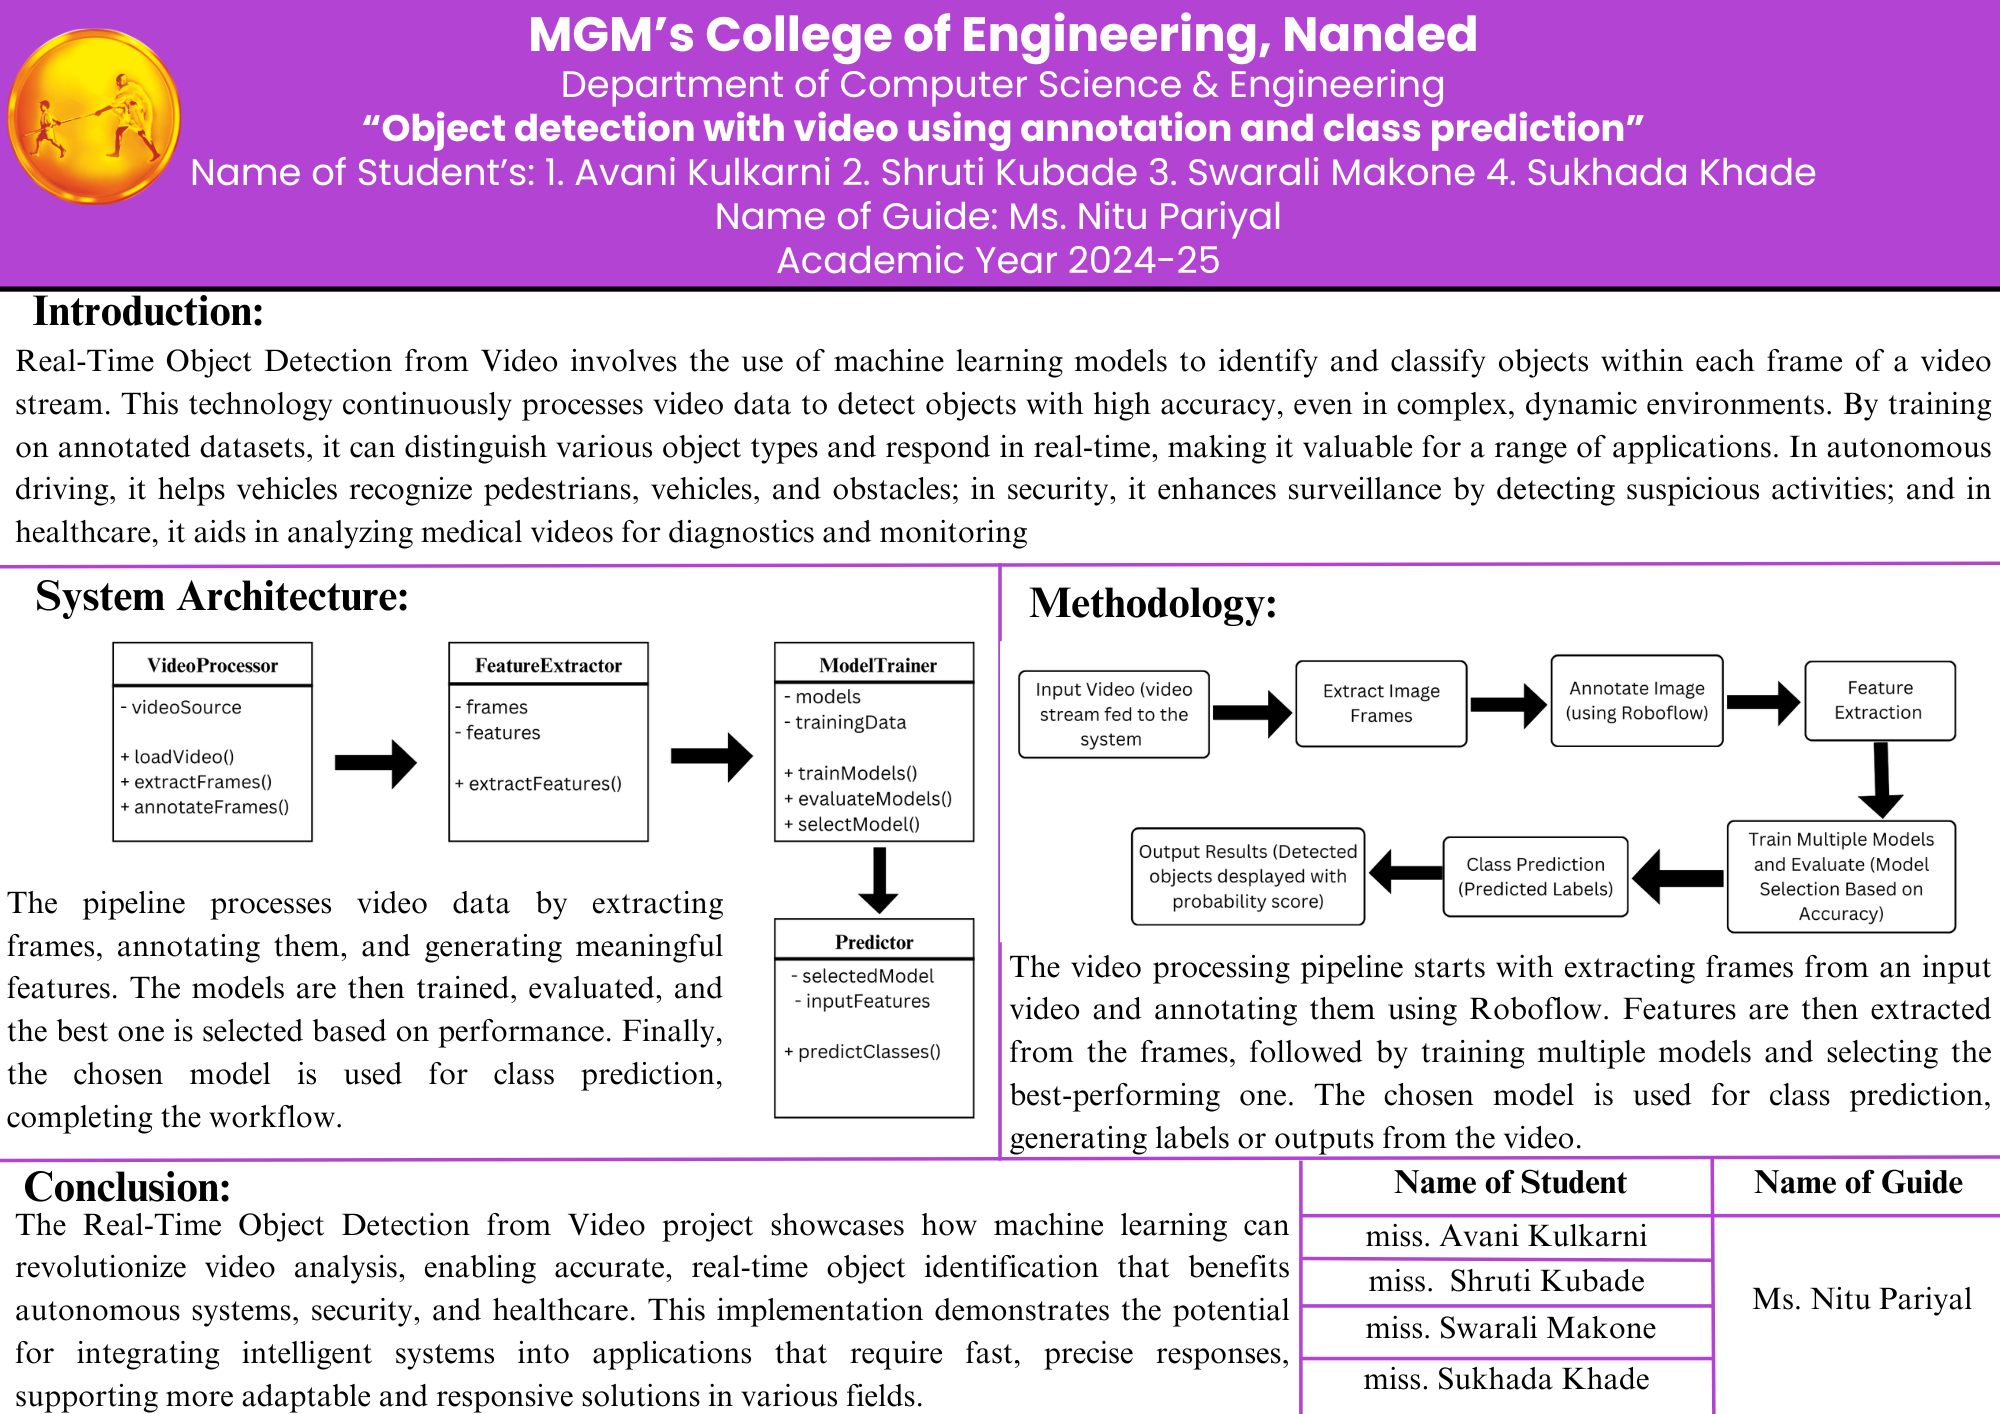 MGM’s College of Engineering, Nanded
Department of Computer Science & Engineering
“Object detection with video using annotation and class prediction”
Name of Student’s: 1. Avani Kulkarni 2. Shruti Kubade 3. Swarali Makone 4. Sukhada Khade
Name of Guide: Ms. Nitu Pariyal
Academic Year 2024-25
Introduction:
Real-Time Object Detection from Video involves the use of machine learning models to identify and classify objects within each frame of a video
stream. This technology continuously processes video data to detect objects with high accuracy, even in complex, dynamic environments. By training
on annotated datasets, it can distinguish various object types and respond in real-time, making it valuable for a range of applications. In autonomous
driving, it helps vehicles recognize pedestrians, vehicles, and obstacles; in security, it enhances surveillance by detecting suspicious activities; and in
healthcare, it aids in analyzing medical videos for diagnostics and monitoring
System Architecture:
VideoProcessor
- videoSource
+ loadVideo()
+ extractFrames()
+ annotateFrames()
FeatureExtractor
- frames
- features
+ extractFeatures()
ModelTrainer
- models
- trainingData
+ trainModels()
+ evaluateModels()
+ selectModel()
Predictor
- selectedModel
- inputFeatures
+ predictClasses()
The pipeline processes video data by extracting
frames, annotating them, and generating meaningful
features. The models are then trained, evaluated, and
the best one is selected based on performance. Finally,
the chosen model is used for class prediction,
completing the workflow.
Methodology:
Input Video (video
stream fed to the
system
Extract Image
Frames
Annotate Image
(using Roboflow)
Feature
Extraction
Train Multiple Models
and Evaluate (Model
Selection Based on
Accuracy)
Class Prediction
(Predicted Labels)
Output Results (Detected
objects desplayed with
probability score)
The video processing pipeline starts with extracting frames from an input
video and annotating them using Roboflow. Features are then extracted
from the frames, followed by training multiple models and selecting the
best-performing one. The chosen model is used for class prediction,
generating labels or outputs from the video.
Conclusion:
The Real-Time Object Detection from Video project showcases how machine learning can
revolutionize video analysis, enabling accurate, real-time object identification that benefits
autonomous systems, security, and healthcare. This implementation demonstrates the potential
for integrating intelligent systems into applications that require fast, precise responses,
supporting more adaptable and responsive solutions in various fields.
Name of Student
miss. Avani Kulkarni
miss. Shruti Kubade
miss. Swarali Makone
miss. Sukhada Khade
Name of Guide
Ms. Nitu Pariyal